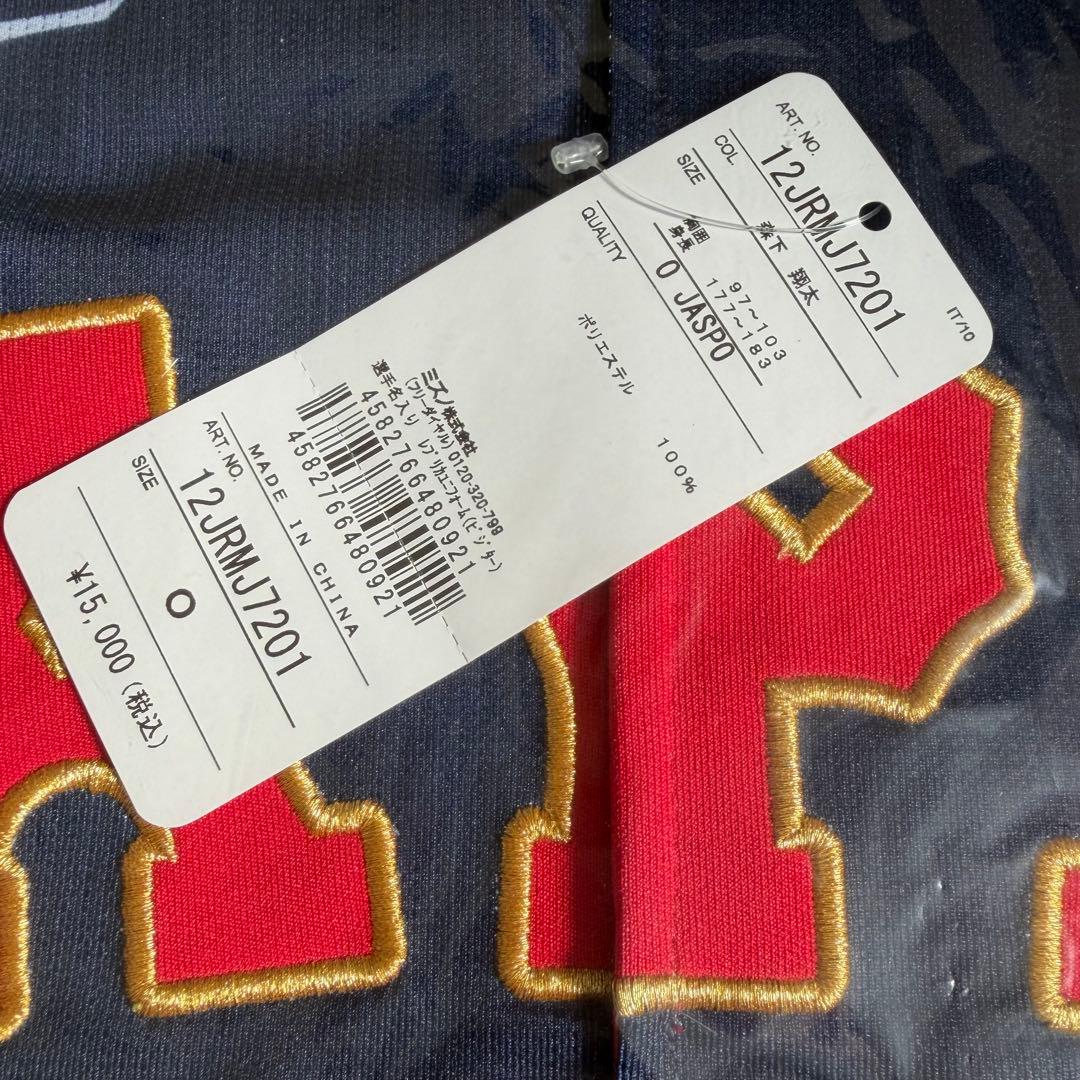 ART. NO.
12JRMJ7201
COL
森下 翔太
SIZE
胸囲 97～103
身長 177～183
O JASPO
QUALITY
ポリエステル 100%
IT/10
ミズノ株式会社
(フリーダイヤル) 0120-320-799
選手名入り レプリカユニフォーム(ビジター)
4582766480921
4582766480921
MADE IN CHINA
ART. NO.
12JRMJ7201
SIZE
O
¥15,000(税込)